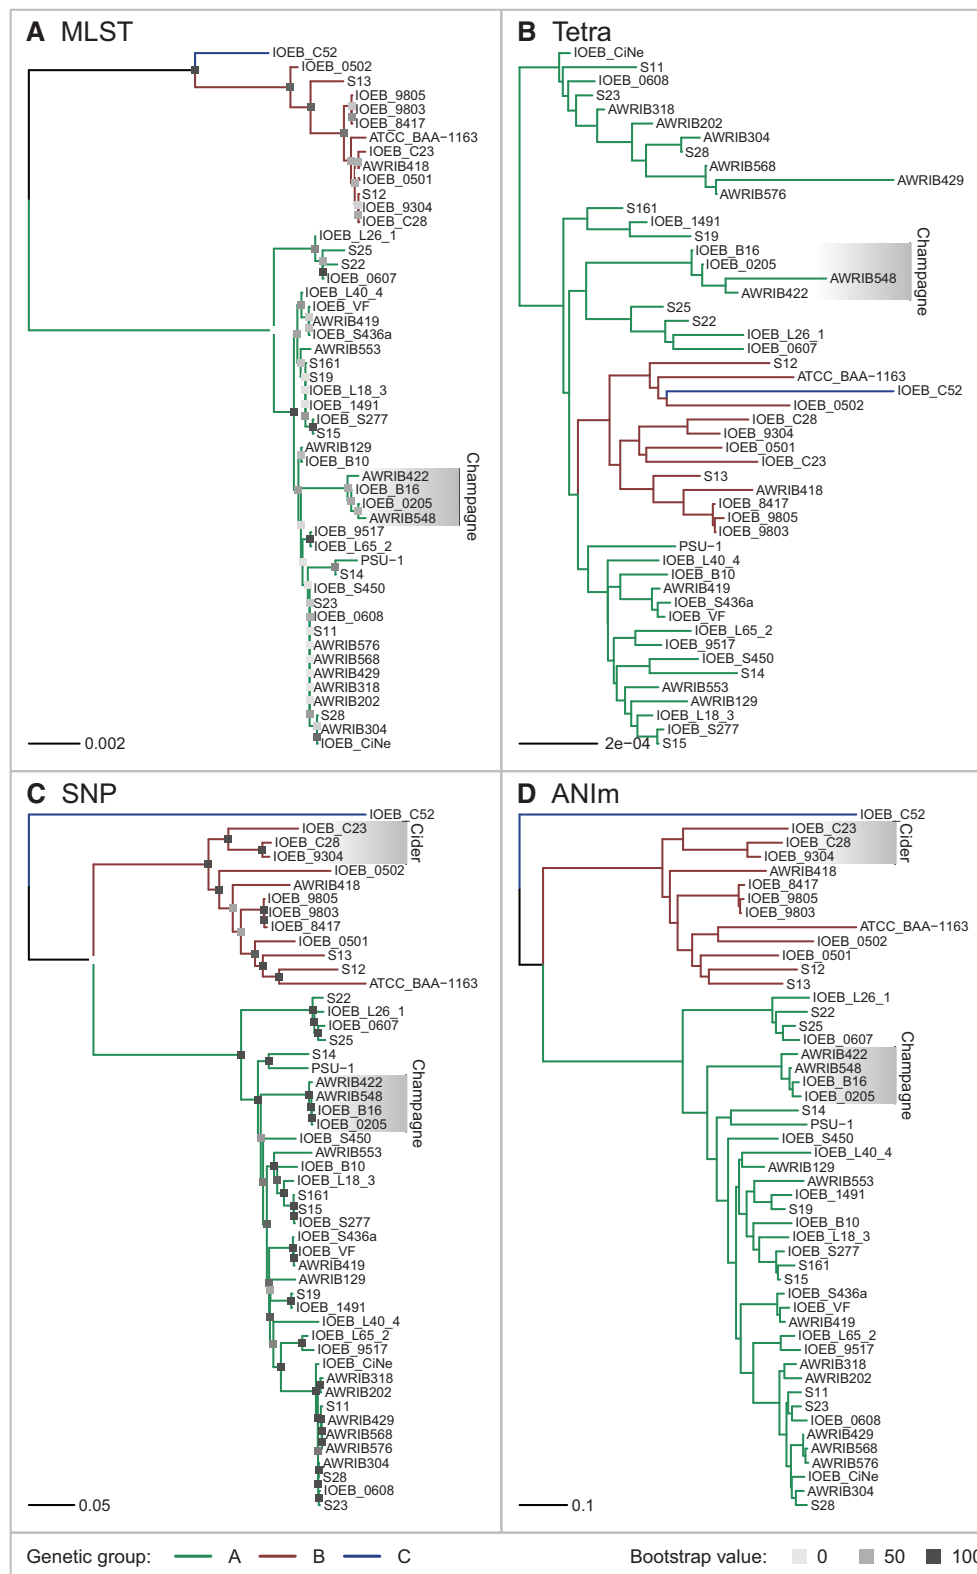 A MLST
IOEB_C52
IOEB_0502
S13
IOEB_9805
IOEB_9803
IOEB_8417
ATCC_BAA−1163
IOEB_C23
AWRIB418
IOEB_0501
S12
IOEB_9304
IOEB_C28
IOEB_L26_1
S25
S22
IOEB_0607
IOEB_L40_4
IOEB_VF
AWRIB419
IOEB_S436a
AWRIB553
S161
S19
IOEB_L18_3
IOEB_1491
IOEB_S277
S15
AWRIB129
IOEB_B10
AWRIB422
IOEB_B16
IOEB_0205
AWRIB548
Champagne
IOEB_9517
IOEB_L65_2
PSU−1
S14
IOEB_S450
S23
IOEB_0608
S11
AWRIB576
AWRIB568
AWRIB429
AWRIB318
AWRIB202
S28
AWRIB304
IOEB_CiNe
0.002
B Tetra
IOEB_CiNe
S11
IOEB_0608
S23
AWRIB318
AWRIB202
AWRIB304
S28
AWRIB568
AWRIB429
AWRIB576
S161
IOEB_1491
S19
IOEB_B16
IOEB_0205
AWRIB548
AWRIB422
Champagne
S25
S22
IOEB_L26_1
IOEB_0607
S12
ATCC_BAA−1163
IOEB_C52
IOEB_0502
IOEB_C28
IOEB_9304
IOEB_0501
IOEB_C23
S13
AWRIB418
IOEB_8417
IOEB_9805
IOEB_9803
PSU−1
IOEB_L40_4
IOEB_B10
AWRIB419
IOEB_S436a
IOEB_VF
IOEB_L65_2
IOEB_9517
IOEB_S450
S14
AWRIB553
AWRIB129
IOEB_L18_3
IOEB_S277
S15
2e−04
C SNP
IOEB_C52
IOEB_C23
IOEB_C28
IOEB_9304
Cider
IOEB_0502
AWRIB418
IOEB_9805
IOEB_9803
IOEB_8417
IOEB_0501
S13
S12
ATCC_BAA−1163
S22
IOEB_L26_1
IOEB_0607
S25
S14
PSU−1
AWRIB422
AWRIB548
IOEB_B16
IOEB_0205
Champagne
IOEB_S450
AWRIB553
IOEB_B10
IOEB_L18_3
S161
S15
IOEB_S277
IOEB_S436a
IOEB_VF
AWRIB419
AWRIB129
S19
IOEB_1491
IOEB_L40_4
IOEB_L65_2
IOEB_9517
IOEB_CiNe
AWRIB318
AWRIB202
S11
AWRIB429
AWRIB568
AWRIB576
AWRIB304
S28
IOEB_0608
S23
0.05
D ANIm
IOEB_C52
IOEB_C23
IOEB_C28
IOEB_9304
Cider
AWRIB418
IOEB_8417
IOEB_9805
IOEB_9803
ATCC_BAA−1163
IOEB_0502
IOEB_0501
S12
S13
IOEB_L26_1
S22
S25
IOEB_0607
AWRIB422
AWRIB548
IOEB_B16
IOEB_0205
Champagne
S14
PSU−1
IOEB_S450
IOEB_L40_4
AWRIB129
AWRIB553
IOEB_1491
S19
IOEB_B10
IOEB_L18_3
IOEB_S277
S161
S15
IOEB_S436a
IOEB_VF
AWRIB419
IOEB_L65_2
IOEB_9517
AWRIB318
AWRIB202
S11
S23
IOEB_0608
AWRIB429
AWRIB568
AWRIB576
IOEB_CiNe
AWRIB304
S28
0.1
Genetic group: A B C Bootstrap value: 0 50 100